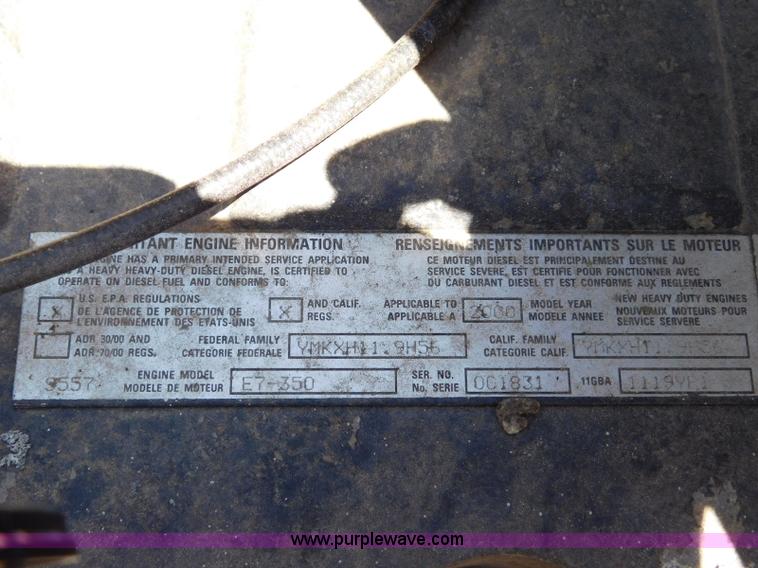 TANT ENGINE INFORMATION
ENGINE HAS A PRIMARY INTENDED SERVICE APPLICATION
AS A HEAVY HEAVY-DUTY DIESEL ENGINE, IS CERTIFIED TO
OPERATE ON DIESEL FUEL AND CONFORMS TO:
RENSEIGNEMENTS IMPORTANTS SUR LE MOTEUR
CE MOTEUR DIESEL EST PRINCIPALEMENT DESTINE AU
SERVICE SEVERE, EST CERTIFIE POUR FONCTIONNER AVEC
DU CARBURANT DIESEL ET EST CONFORME AUX REGLEMENTS
X U.S. E.P.A. REGULATIONS
DE L'AGENCE DE PROTECTION DE
L'ENVIRONNEMENT DES ETATS-UNIS
X AND CALIF.
REGS.
APPLICABLE TO
APPLICABLE A
2000
MODEL YEAR
MODELE ANNEE
NEW HEAVY DUTY ENGINES
NOUVEAUX MOTEURS POUR
SERVICE SERVERE
ADR 30/00 AND
ADR 70/00 REGS.
FEDERAL FAMILY
CATEGORIE FEDERALE
YMKXH11.9H56
CALIF. FAMILY
CATEGORIE CALIF.
9557
ENGINE MODEL
MODELE DE MOTEUR
E7-350
SER. NO.
No. SERIE
0G1831
11GBA
www.purplewave.com